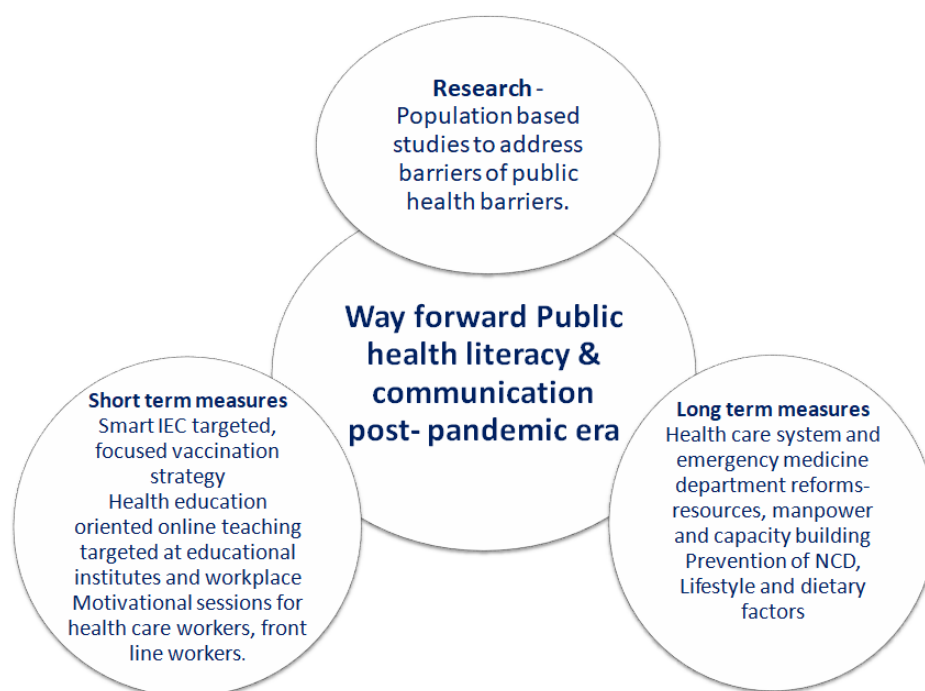 Research -
Population based
studies to address
barriers of public
health barriers.
Way forward Public
health literacy &
communication
post- pandemic era
Short term measures
Smart IEC targeted,
focused vaccination
strategy
Health education
oriented online teaching
targeted at educational
institutes and workplace
Motivational sessions for
health care workers, front
line workers.
Long term measures
Health care system and
emergency medicine
department reforms-
resources, manpower
and capacity building
Prevention of NCD,
Lifestyle and dietary
factors